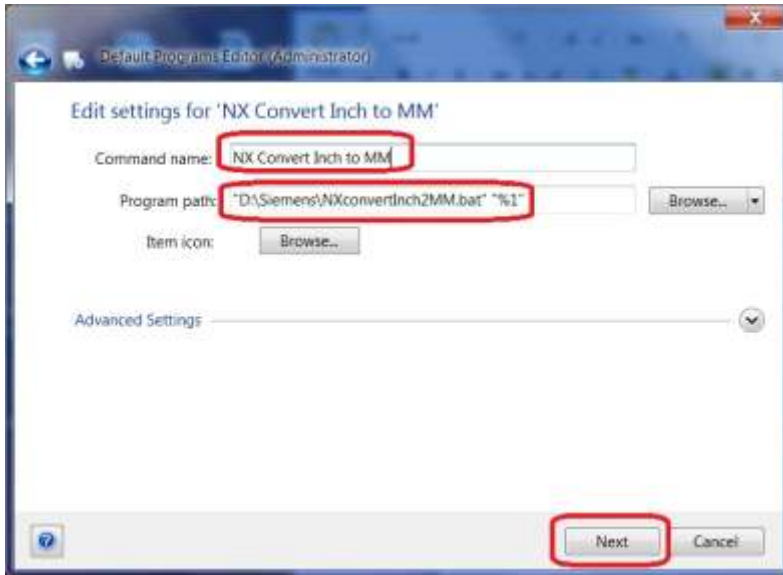 Default Programs Editor (Administrator)
Edit settings for 'NX Convert Inch to MM'
Command name: NX Convert Inch to MM
Program path: "D:\Siemens\NXconvertInch2MM.bat" "%1" Browse...
Item icon: Browse...
Advanced Settings
Next Cancel